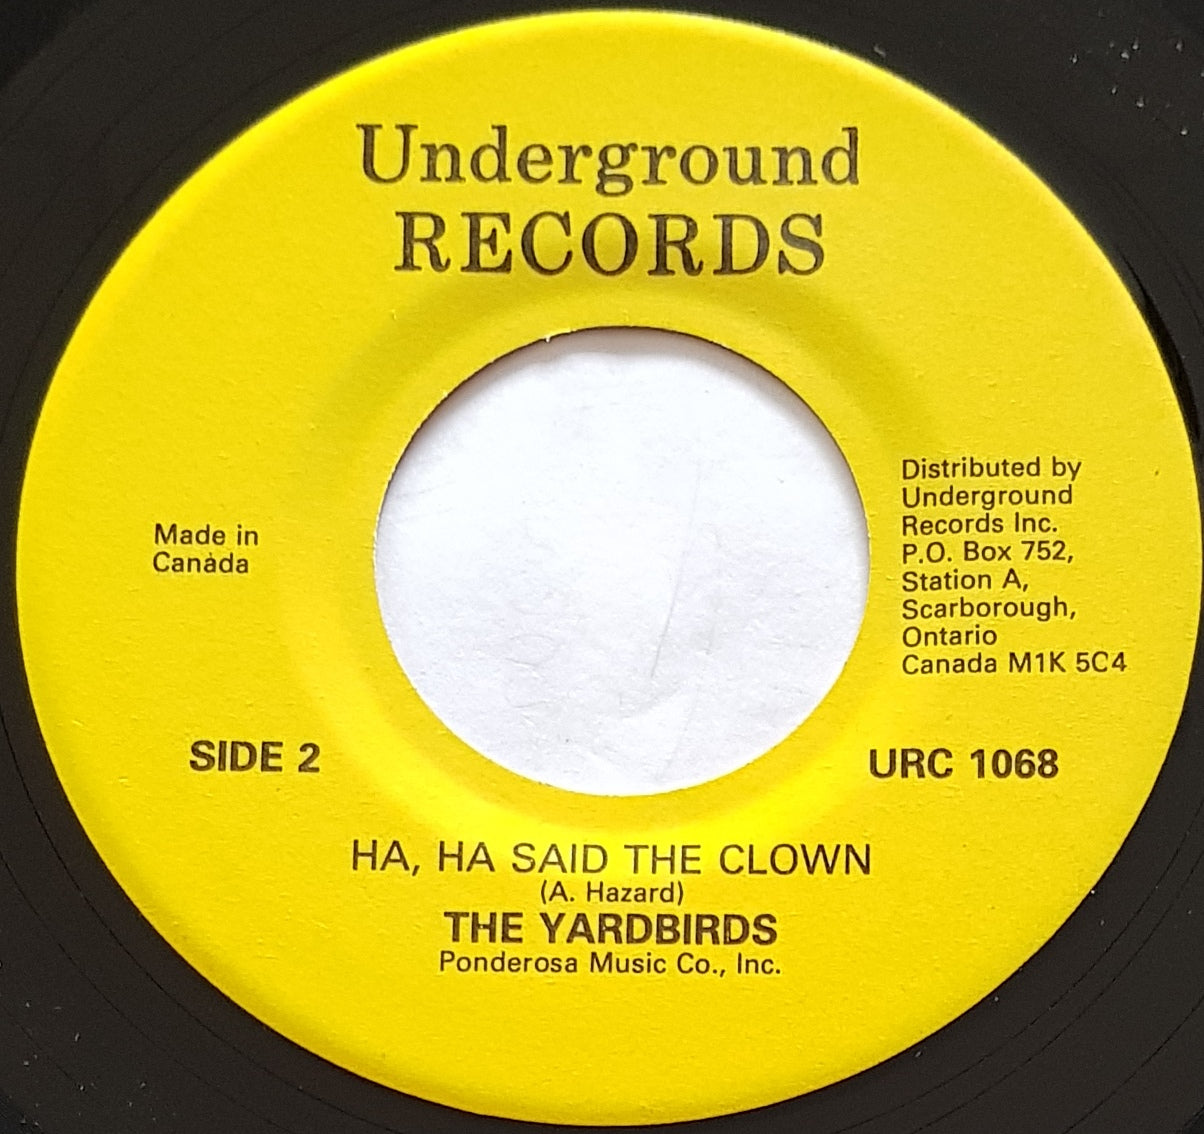 Underground
RECORDS
Made in
Canada
Distributed by
Underground
Records Inc.
P.O. Box 752,
Station A,
Scarborough,
Ontario
Canada M1K 5C4
SIDE 2
URC 1068
HA, HA SAID THE CLOWN
(A. Hazard)
THE YARDBIRDS
Ponderosa Music Co., Inc.